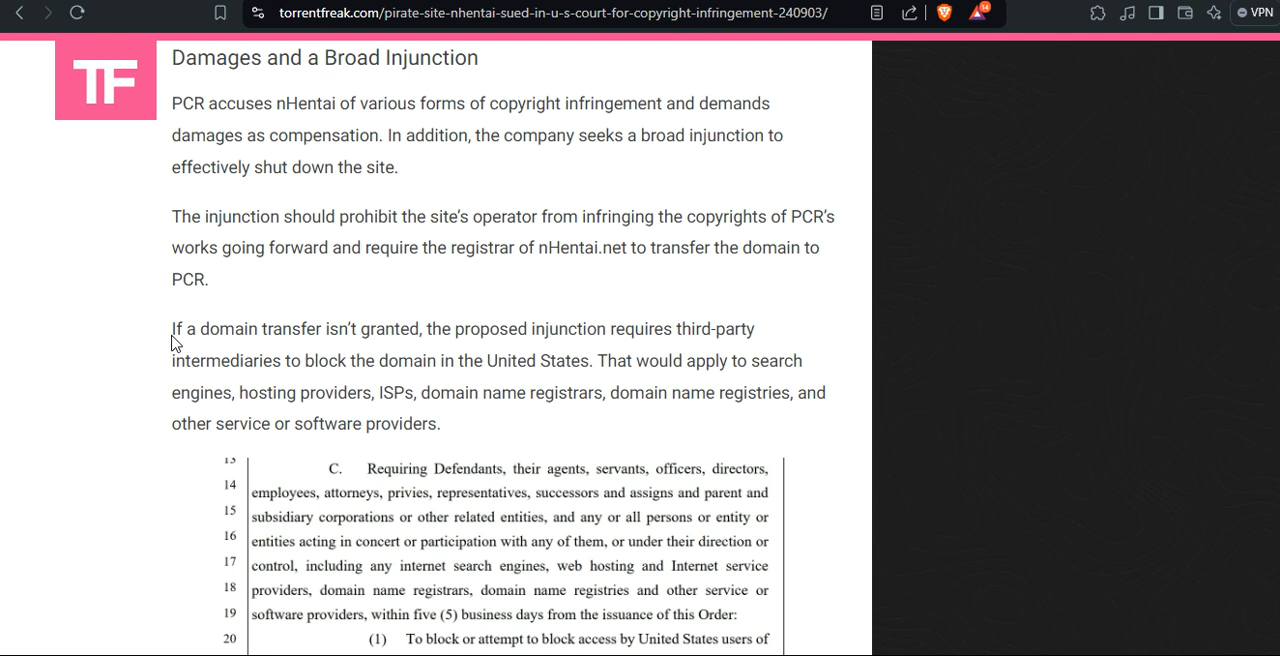 torrentfreak.com/pirate-site-nhentai-sued-in-u-s-court-for-copyright-infringement-240903/
14
VPN
TF
Damages and a Broad Injunction
PCR accuses nHentai of various forms of copyright infringement and demands
damages as compensation. In addition, the company seeks a broad injunction to
effectively shut down the site.
The injunction should prohibit the site's operator from infringing the copyrights of PCR's
works going forward and require the registrar of nHentai.net to transfer the domain to
PCR.
If a domain transfer isn't granted, the proposed injunction requires third-party
intermediaries to block the domain in the United States. That would apply to search
engines, hosting providers, ISPs, domain name registrars, domain name registries, and
other service or software providers.
13 C. Requiring Defendants, their agents, servants, officers, directors,
14 employees, attorneys, privies, representatives, successors and assigns and parent and
15 subsidiary corporations or other related entities, and any or all persons or entity or
16 entities acting in concert or participation with any of them, or under their direction or
17 control, including any internet search engines, web hosting and Internet service
18 providers, domain name registrars, domain name registries and other service or
19 software providers, within five (5) business days from the issuance of this Order:
20 (1) To block or attempt to block access by United States users of